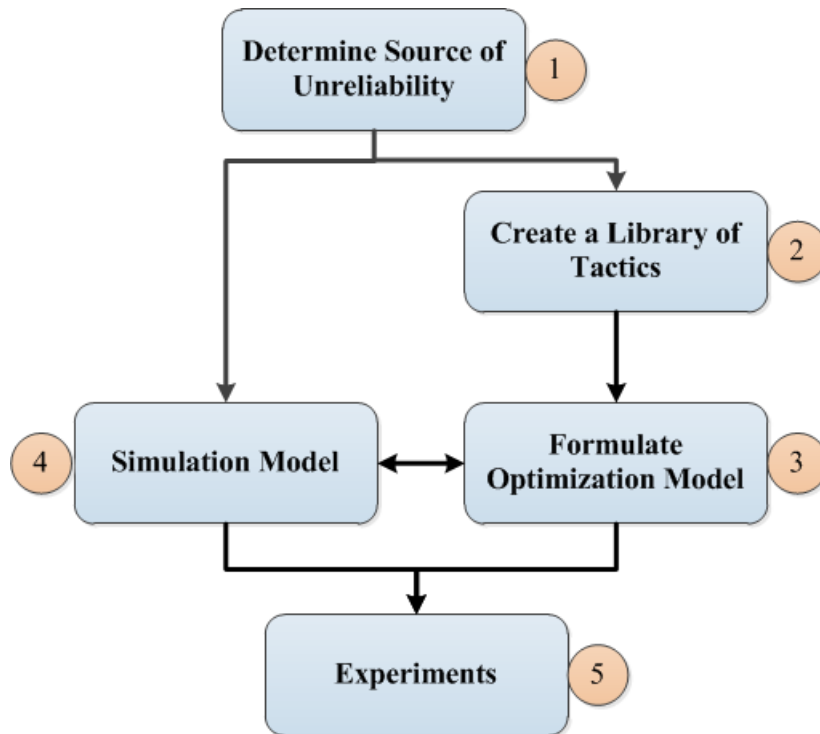 Determine Source of
Unreliability
1
Create a Library of
Tactics
2
Simulation Model
4
Formulate
Optimization Model
3
Experiments
5